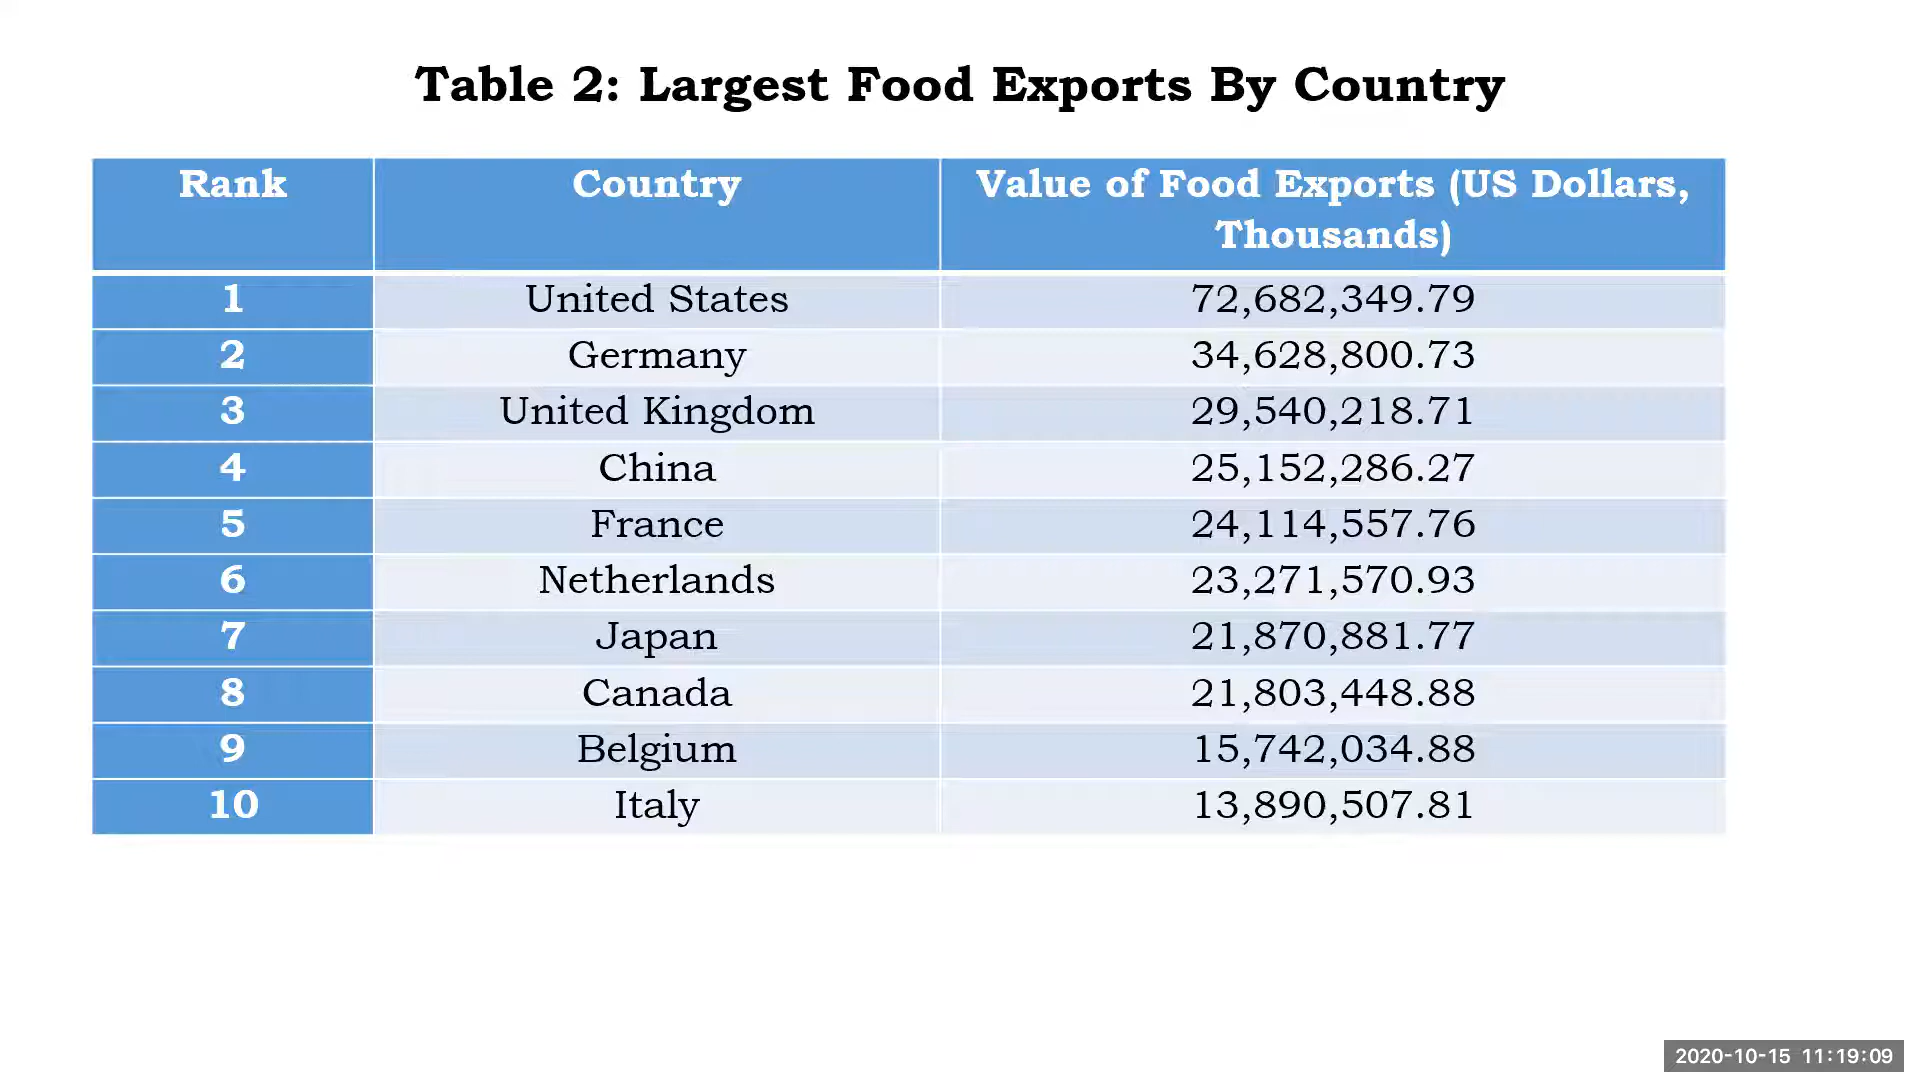 Table 2: Largest Food Exports By Country
Rank Country Value of Food Exports (US Dollars,
Thousands)
1 United States 72,682,349.79
2 Germany 34,628,800.73
3 United Kingdom 29,540,218.71
4 China 25,152,286.27
5 France 24,114,557.76
6 Netherlands 23,271,570.93
7 Japan 21,870,881.77
8 Canada 21,803,448.88
9 Belgium 15,742,034.88
10 Italy 13,890,507.81
2020-10-15 11:19:09